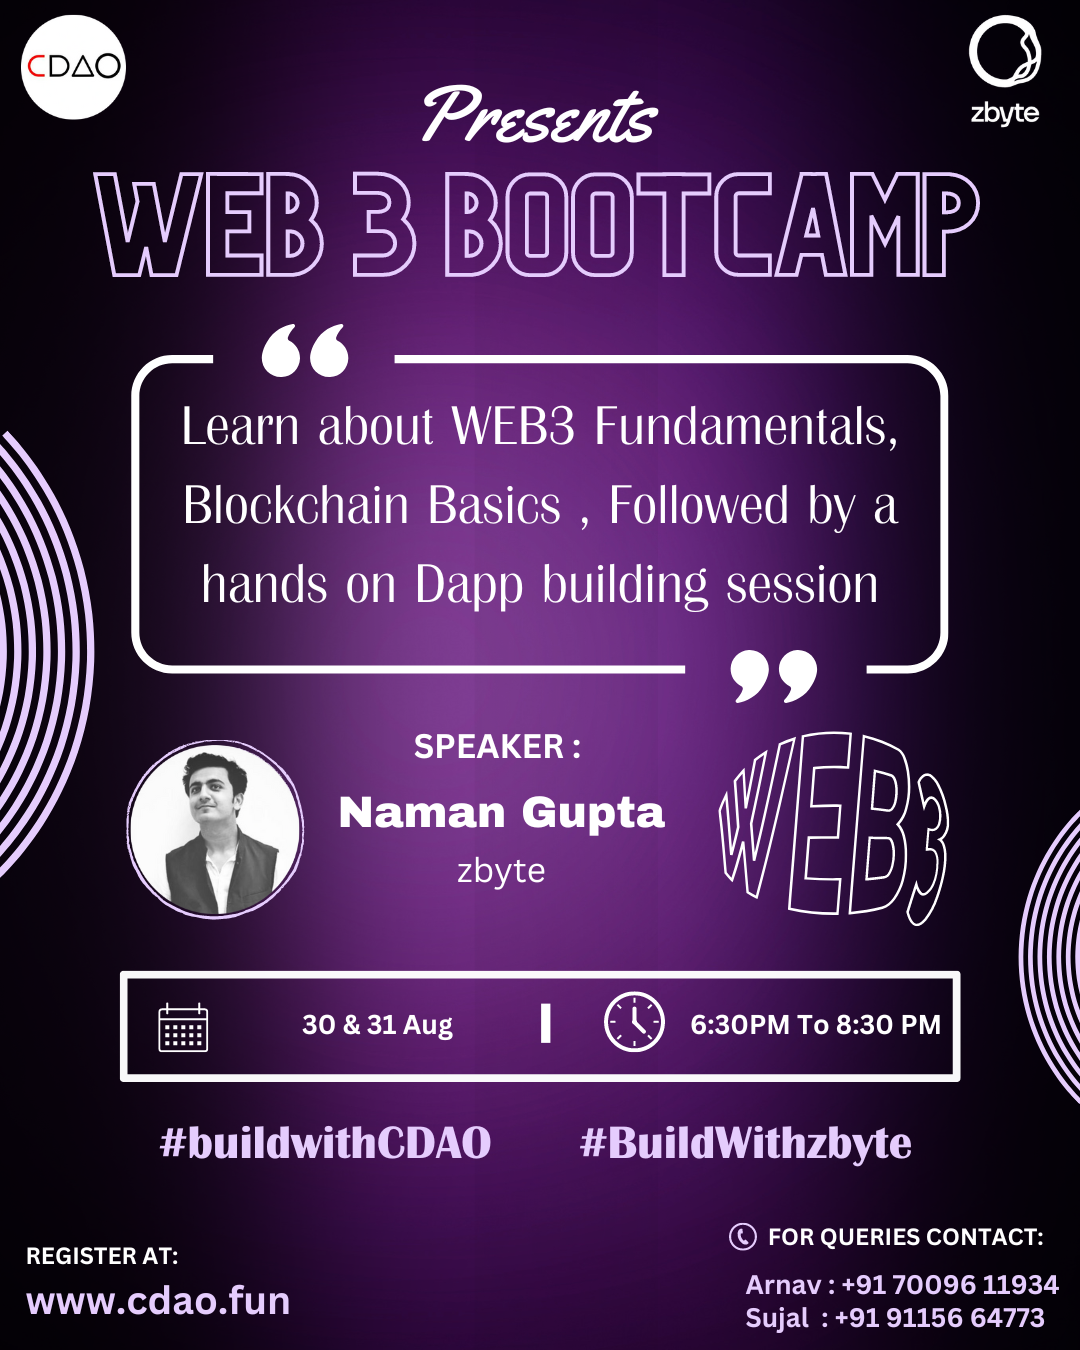 CDAO
zbyte
Presents
WEB 3 BOOTCAMP
“
Learn about WEB3 Fundamentals,
Blockchain Basics , Followed by a
hands on Dapp building session
”
SPEAKER :
Naman Gupta
zbyte
WEB3
30 & 31 Aug
6:30PM To 8:30 PM
#buildwithCDAO
#BuildWithzbyte
REGISTER AT:
www.cdao.fun
FOR QUERIES CONTACT:
Arnav : +91 70096 11934
Sujal : +91 91156 64773